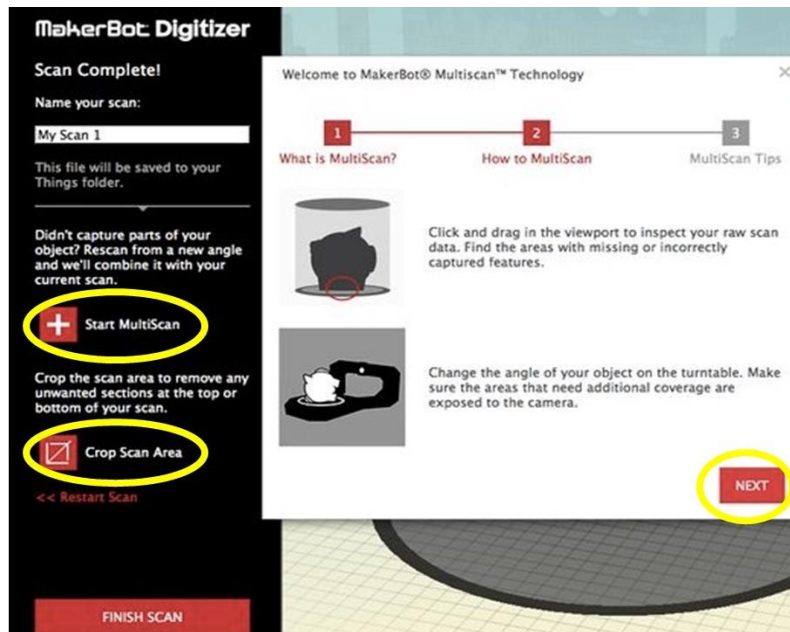 MakerBot Digitizer
Scan Complete!
Name your scan:
My Scan 1
This file will be saved to your
Things folder.
Didn't capture parts of your
object? Rescan from a new angle
and we'll combine it with your
current scan.
Start MultiScan
Crop the scan area to remove any
unwanted sections at the top or
bottom of your scan.
Crop Scan Area
<< Restart Scan
FINISH SCAN
Welcome to MakerBot® Multiscan™ Technology
1
2
3
What is MultiScan?
How to MultiScan
MultiScan Tips
Click and drag in the viewport to inspect your raw scan
data. Find the areas with missing or incorrectly
captured features.
Change the angle of your object on the turntable. Make
sure the areas that need additional coverage are
exposed to the camera.
NEXT